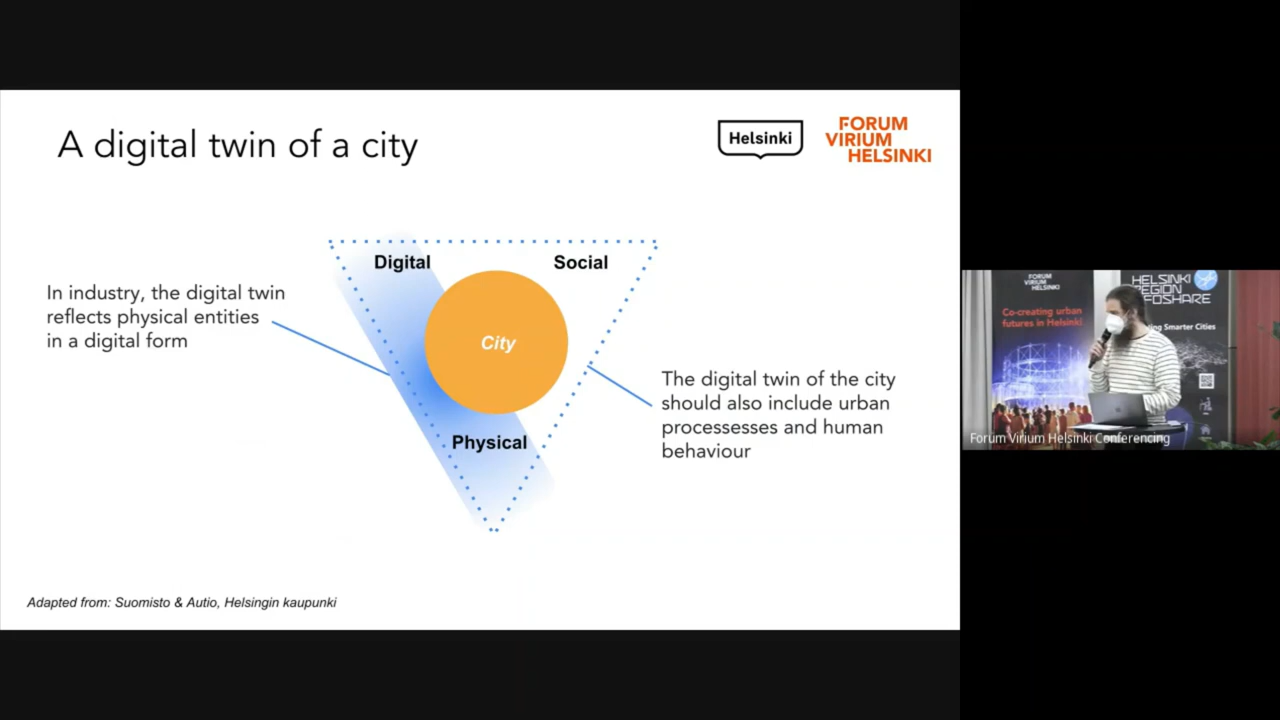 A digital twin of a city
Helsinki
FORUM
VIRIUM
HELSINKI
In industry, the digital twin
reflects physical entities
in a digital form
Digital
Social
City
Physical
The digital twin of the city
should also include urban
processesses and human
behaviour
Adapted from: Suomisto & Autio, Helsingin kaupunki
FORUM
VIRIUM
HELSINKI
Co-creating urban
futures in Helsinki
HELSINKI
REGION
Smarter Cities
Forum Virium Helsinki Conferencing